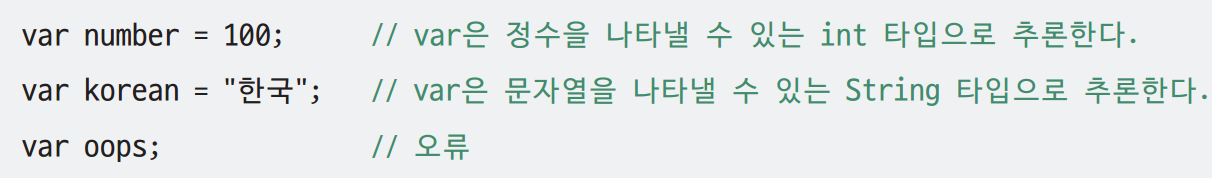 var number = 100; // var은 정수을 나타낼 수 있는 int 타입으로 추론한다.
var korean = "한국"; // var은 문자열을 나타낼 수 있는 String 타입으로 추론한다.
var oops; // 오류